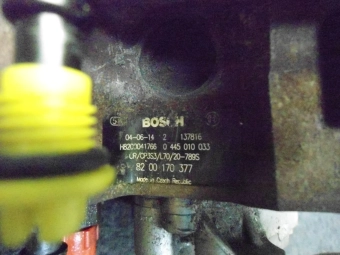 BOSCH
04-06-14 2 137816
H8200041766 0 445 010 033
CR/CP3S3/L70/20-789S
82 00 170 377
Made in Czech Republic